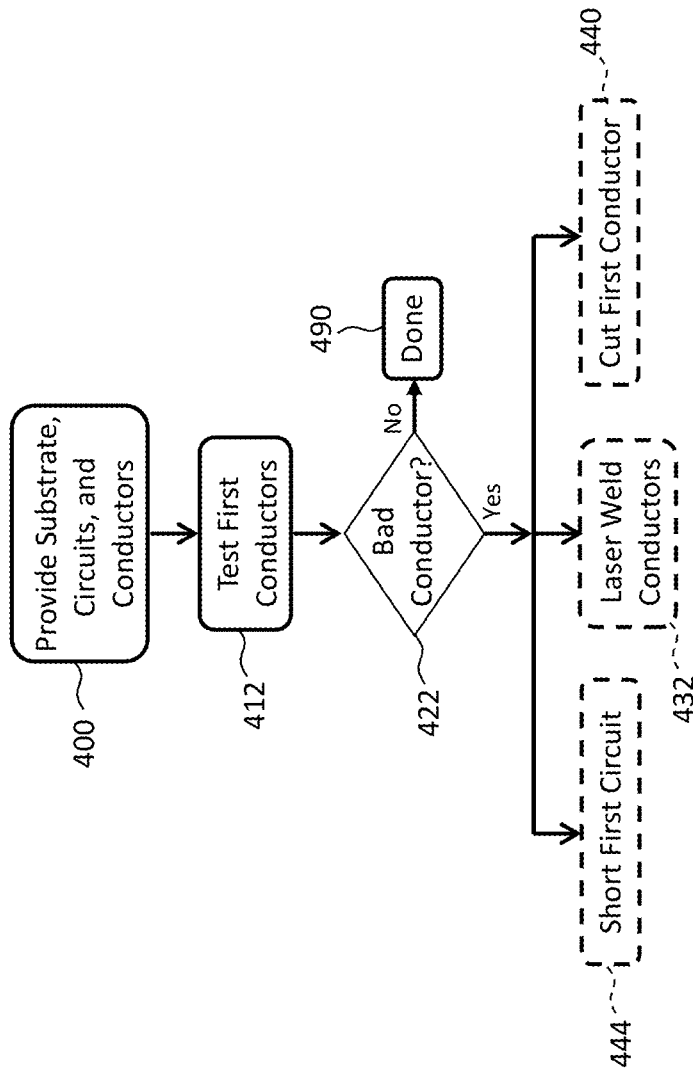 Provide Substrate,
Circuits, and
Conductors
400
Test First
Conductors
412
Bad
Conductor?
422
No
Done
490
Yes
Short First Circuit
444
Laser Weld
Conductors
432
Cut First Conductor
440